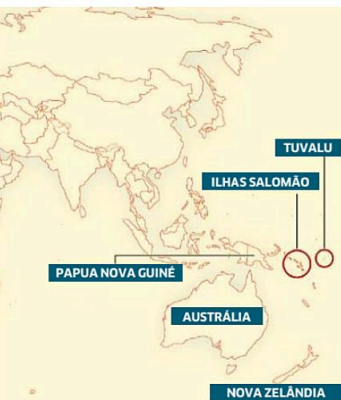 TUVALU
ILHAS SALOMÃO
PAPUA NOVA GUINÉ
AUSTRÁLIA
NOVA ZELÂNDIA